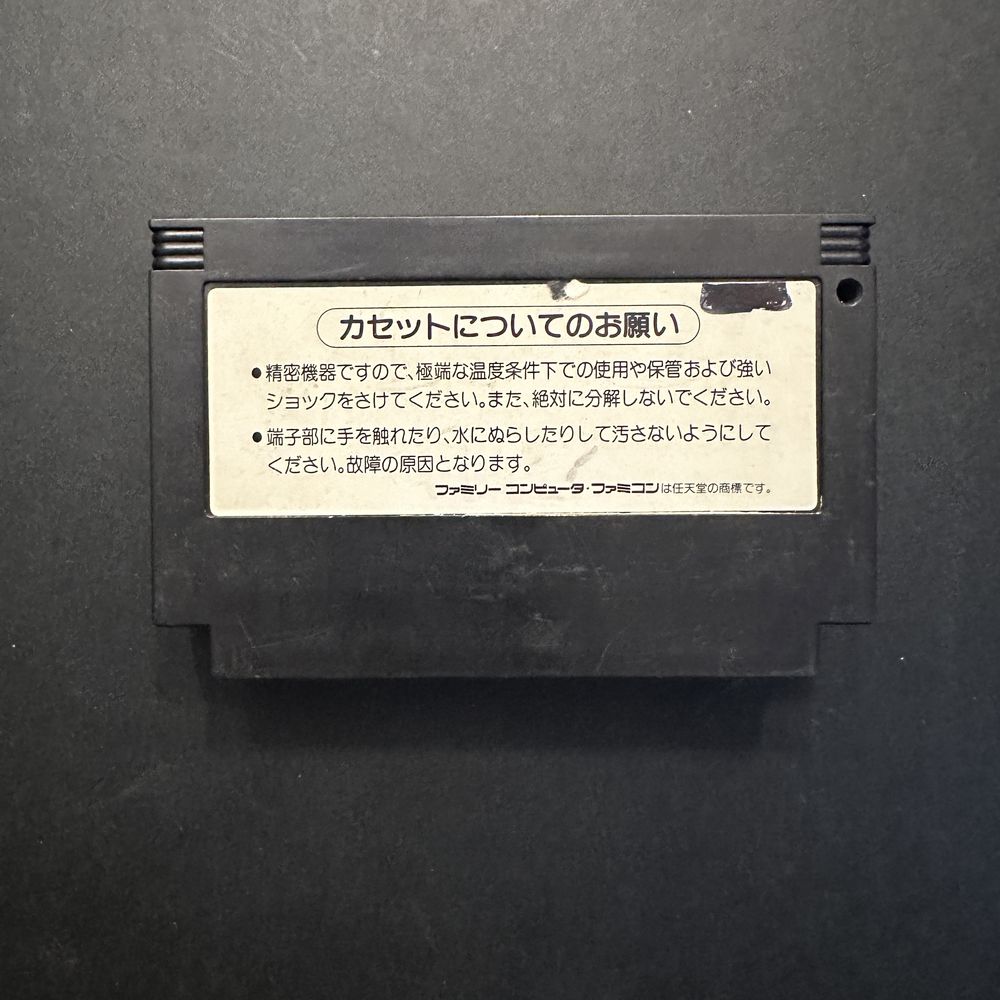 カセットについてのお願い
●精密機器ですので、極端な温度条件下での使用や保管および強い
ショックをさけてください。また、絶対に分解しないでください。
●端子部に手を触れたり、水にぬらしたりして汚さないようにして
ください。故障の原因となります。
ファミリー コンピュータ・ファミコンは任天堂の商標です。